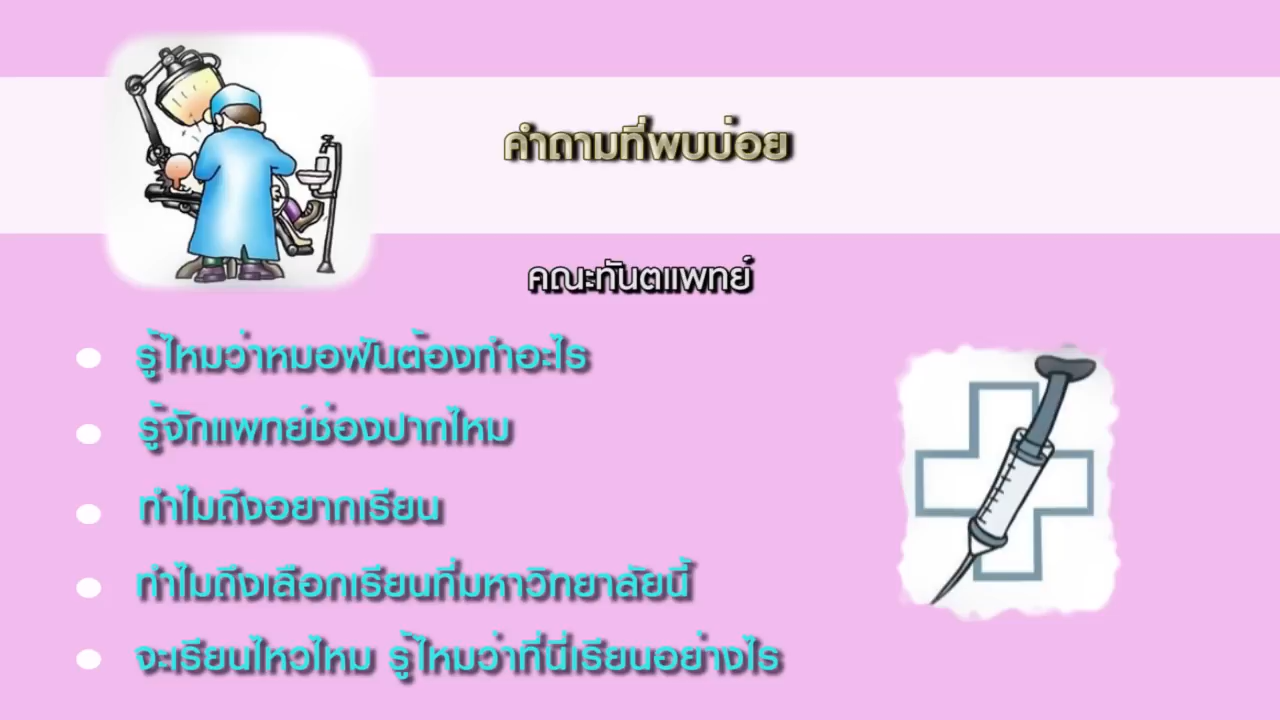 คำถามที่พบบ่อย
คณะทันตแพทย์
รู้ไหมว่าหมอฟันต้องทำอะไร
รู้จักแพทย์ช่องปากไหม
ทำไมถึงอยากเรียน
ทำไมถึงเลือกเรียนที่มหาวิทยาลัยนี้
จะเรียนไหวไหม รู้ไหมว่าที่นี่เรียนอย่างไร